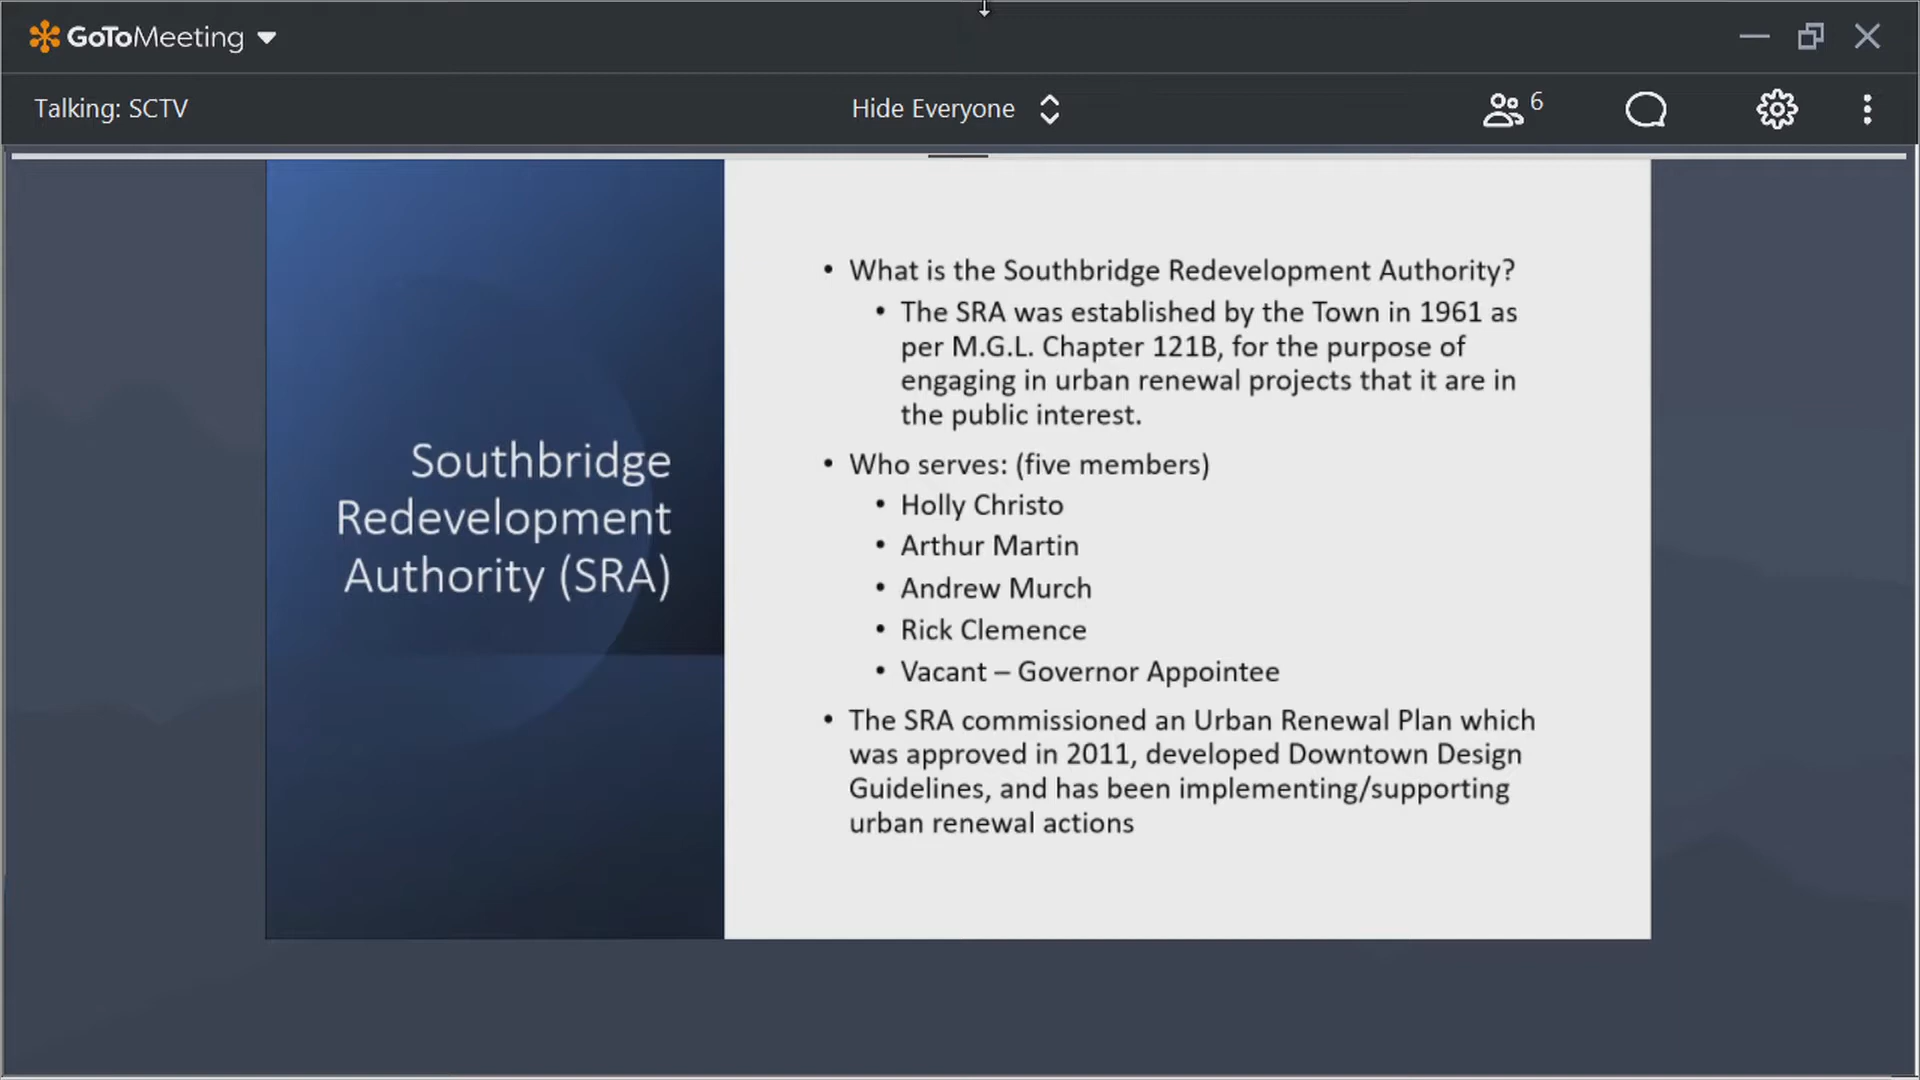 GoToMeeting
Talking: SCTV
Hide Everyone
6
Southbridge
Redevelopment
Authority (SRA)
• What is the Southbridge Redevelopment Authority?
• The SRA was established by the Town in 1961 as
per M.G.L. Chapter 121B, for the purpose of
engaging in urban renewal projects that it are in
the public interest.
• Who serves: (five members)
• Holly Christo
• Arthur Martin
• Andrew Murch
• Rick Clemence
• Vacant – Governor Appointee
• The SRA commissioned an Urban Renewal Plan which
was approved in 2011, developed Downtown Design
Guidelines, and has been implementing/supporting
urban renewal actions